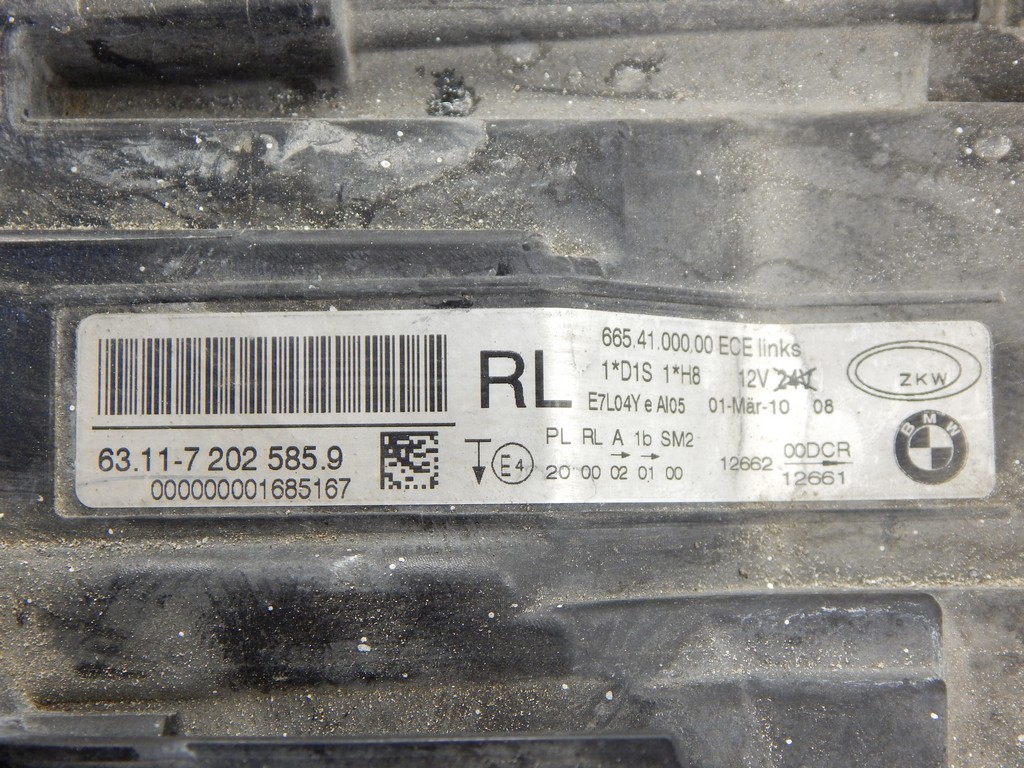 63.11-7 202 585.9
000000001685167
RL
665.41.000.00 ECE links
1*D1S 1*H8 12V 24V
E7L04Y e AI05 01-Mär-10 08
PL RL A 1b SM2
E4
20 00 02 01 00
12662 00DCR
12661
ZKW
BMW